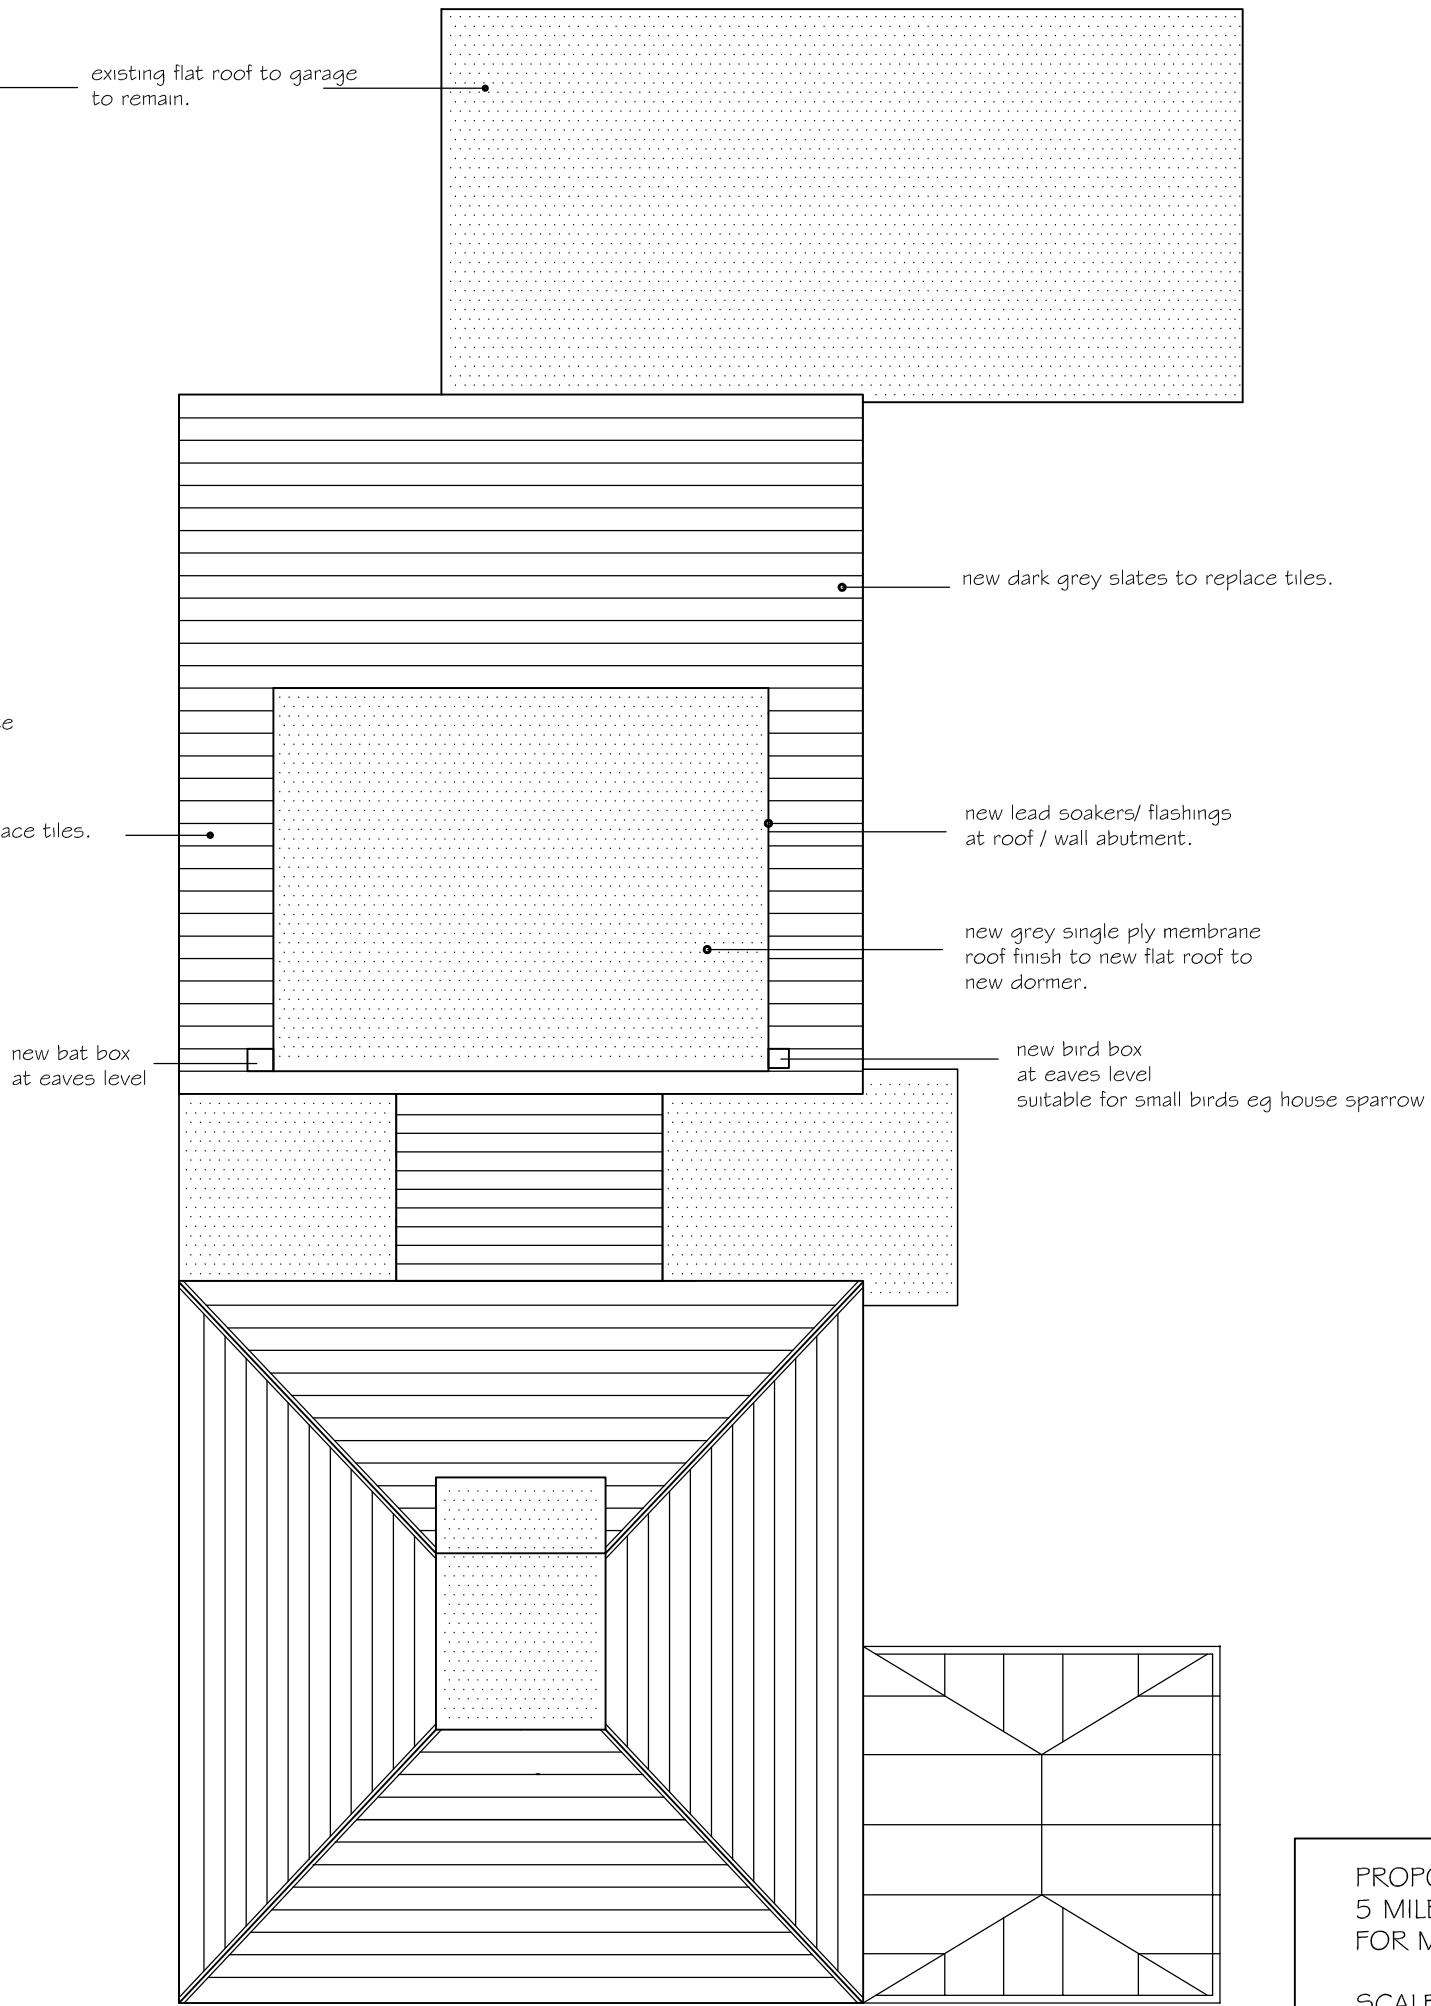 existing flat roof to garage
to remain.
new dark grey slates to replace tiles.
new lead soakers/ flashings
at roof / wall abutment.
tiles.
new grey single ply membrane
roof finish to new flat roof to
new dormer.
new bat box
at eaves level
new bird box
at eaves level
suitable for small birds eg house sparrow
5
FOR